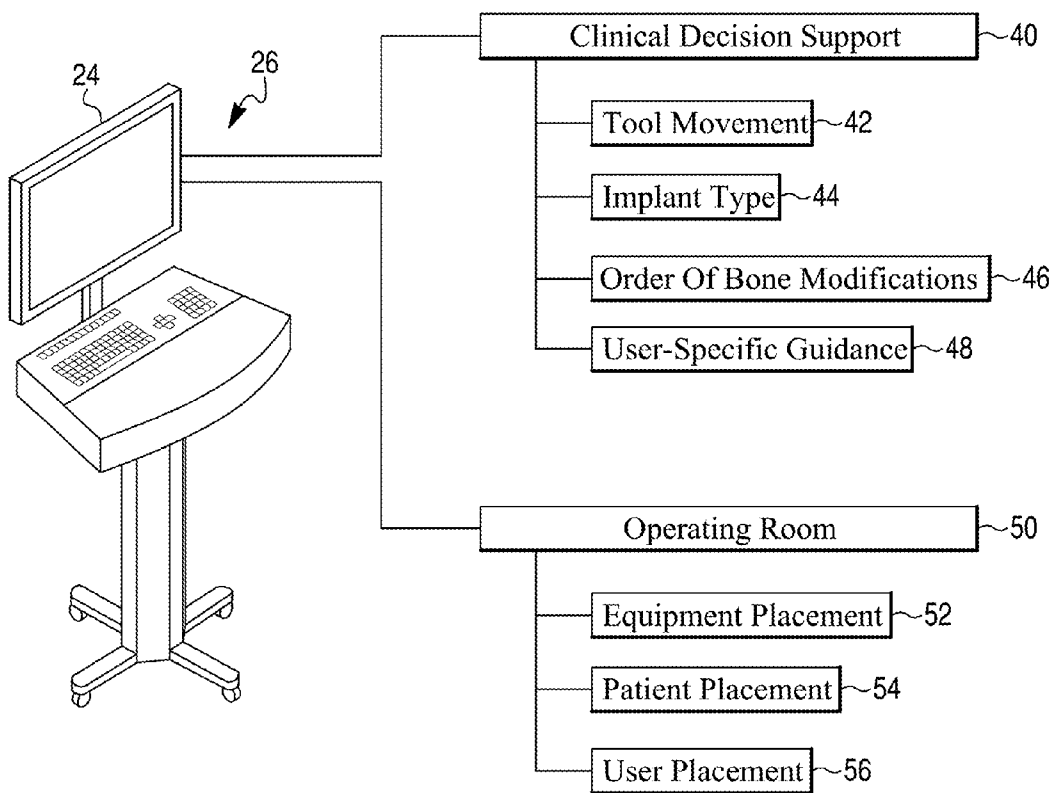 24
26
Clinical Decision Support 40
Tool Movement 42
Implant Type 44
Order Of Bone Modifications 46
User-Specific Guidance 48
Operating Room 50
Equipment Placement 52
Patient Placement 54
User Placement 56